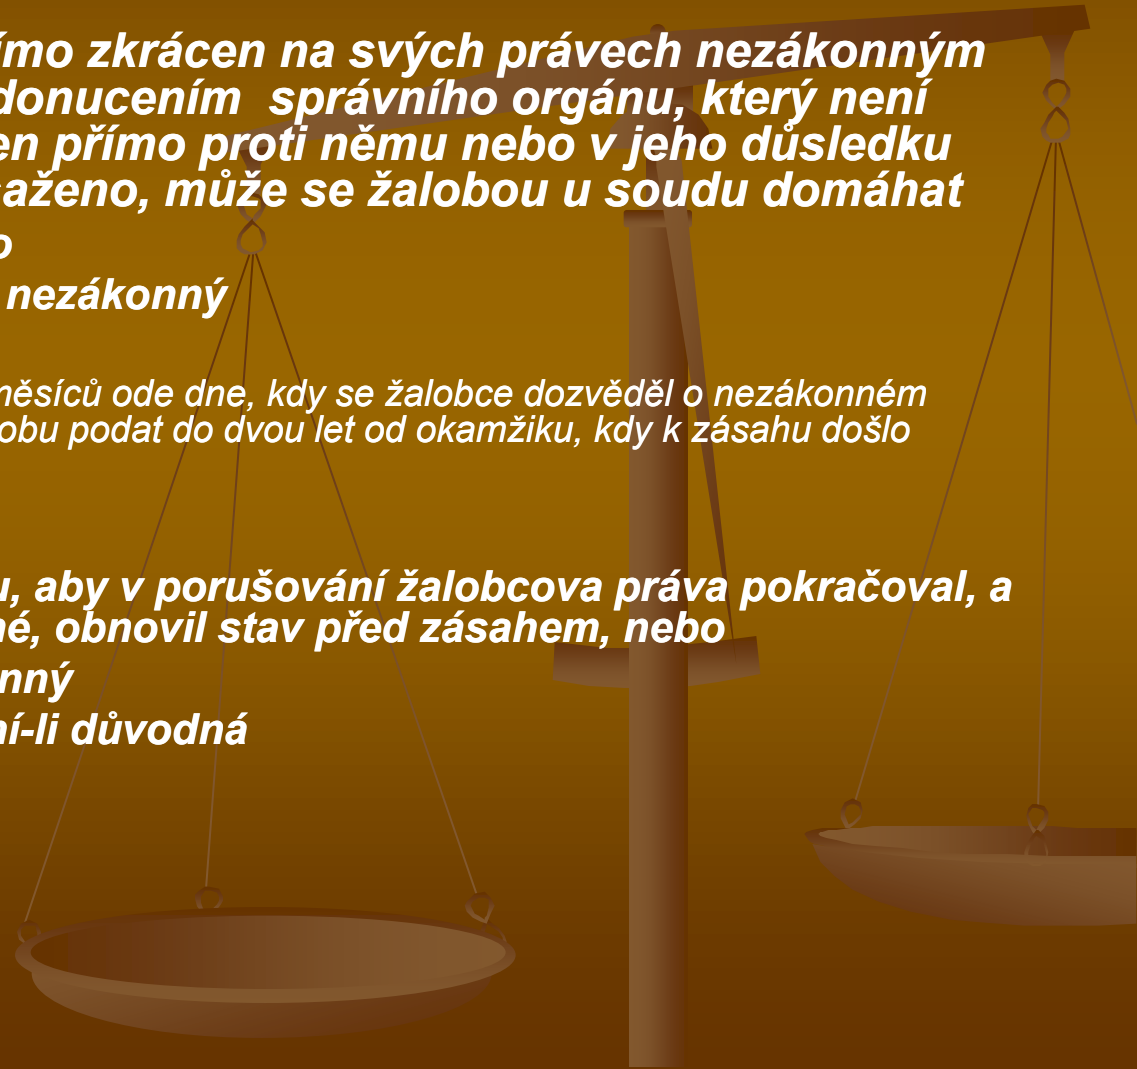 ímo zkrácen na svých právech nezákonným
donucením správního orgánu, který není
en přímo proti němu nebo v jeho důsledku
saženo, může se žalobou u soudu domáhat
o
nezákonný
měsíců ode dne, kdy se žalobce dozvěděl o nezákonném
obu podat do dvou let od okamžiku, kdy k zásahu došlo
u, aby v porušování žalobcova práva pokračoval, a
né, obnovil stav před zásahem, nebo
nný
ní-li důvodná